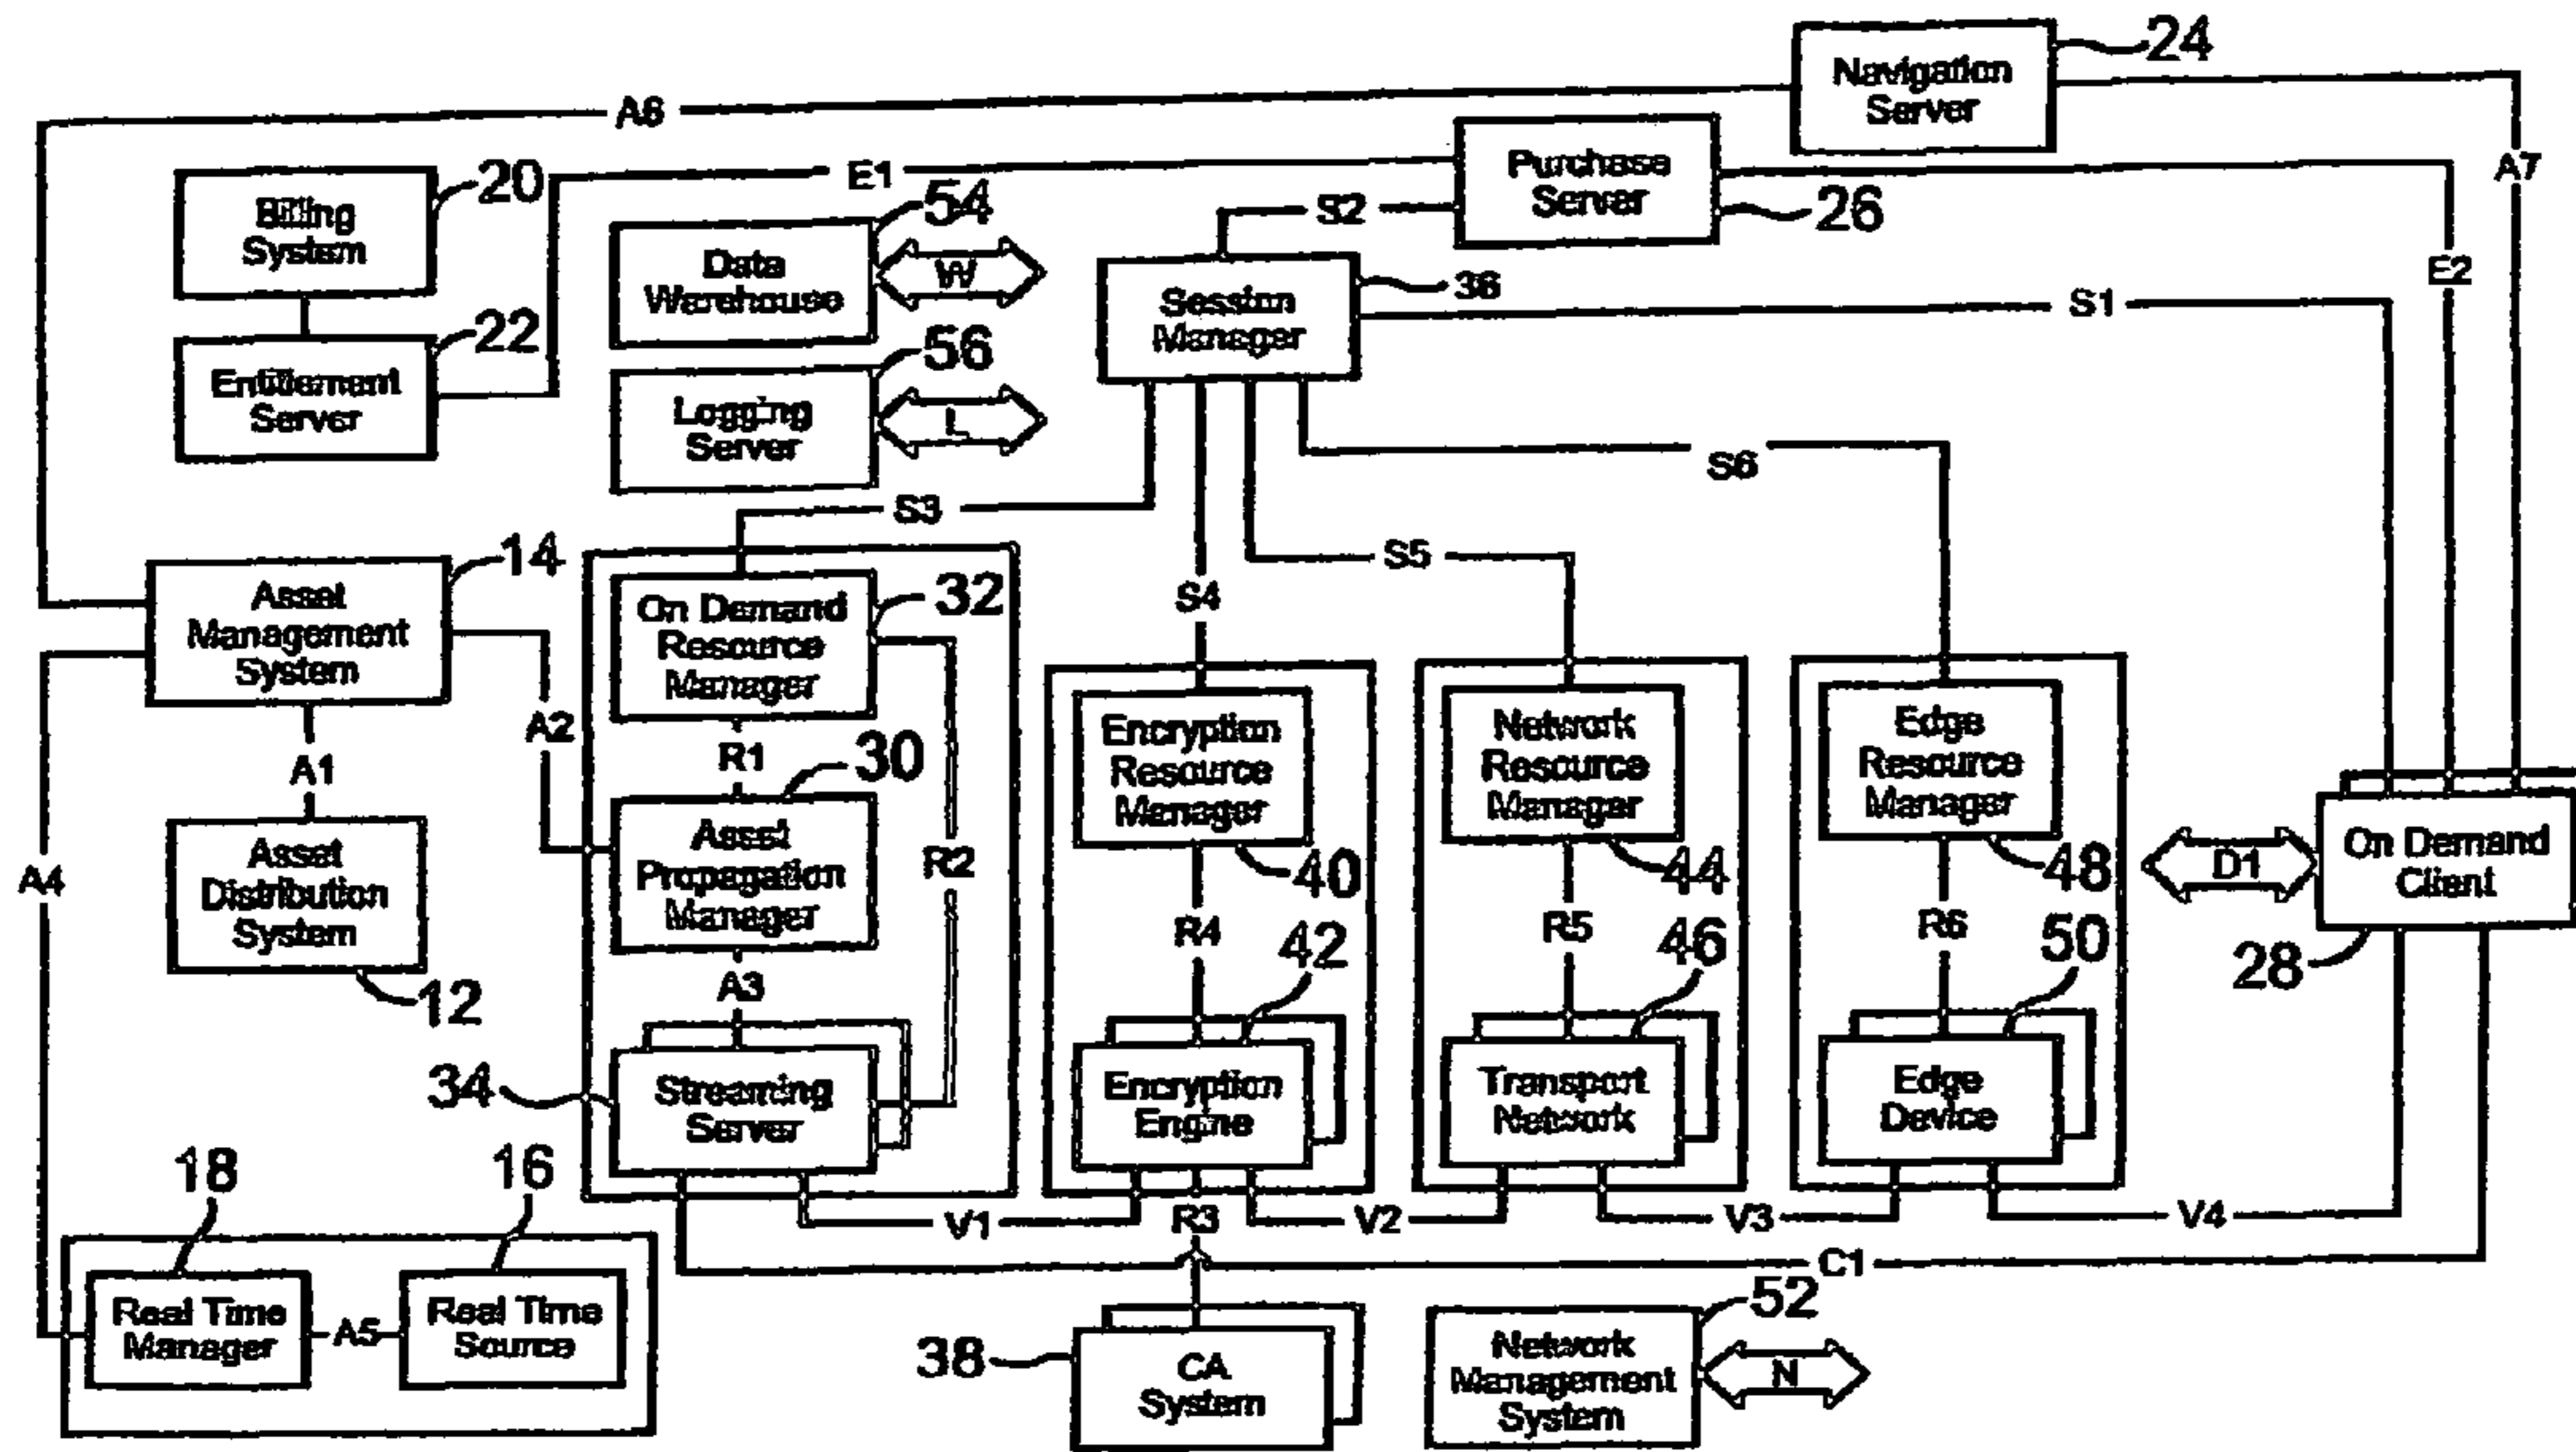 24
Navigation
Server
A6
Purchase
Server
26
A7
E1
S2
E2
20
Billing
System
54
Data
Warehouse
W
Session
Manager
36
S1
22
Entitlement
Server
56
Logging
Server
L
S3
S6
S5
S4
14
Asset
Management
System
A2
A1
A4
32
On Demand
Resource
Manager
R1
30
R2
Asset
Propagation
Manager
A3
Encryption
Resource
Manager
40
R4
42
Network
Resource
Manager
44
R5
46
Edge
Resource
Manager
48
R6
50
D1
On Demand
Client
28
Asset
Distribution
System
12
34
Streaming
Server
Encryption
Engine
Transport
Network
Edge
Device
V1
R3
V2
V3
V4
C1
18
16
Real Time
Manager
A5
Real Time
Source
38
CA
System
52
Network
Management
System
N